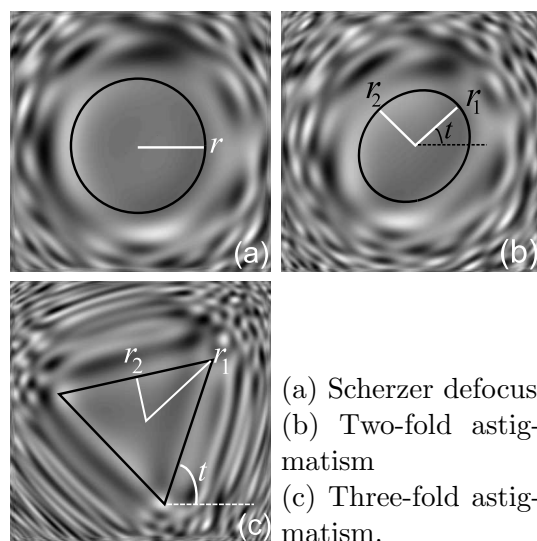 r
(a)
r2
r1
t
(b)
r2
r1
t
(c)
(a) Scherzer defocus
(b) Two-fold astig-
matism
(c) Three-fold astig-
matism.